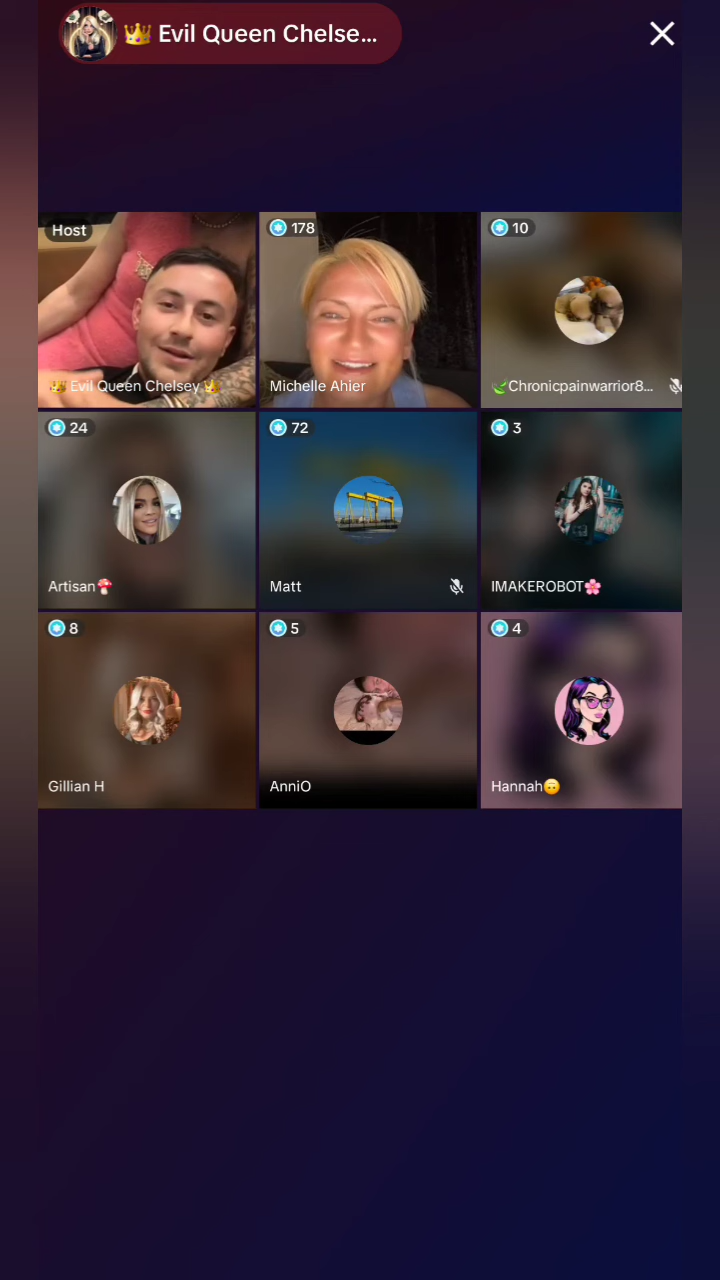 👑 Evil Queen Chelse...
Host
178
10
👑 Evil Queen Chelsey 👑
Michelle Ahier
🌿Chronicpainwarrior8...
24
72
3
Artisan🍄
Matt
IMAKEROBOT🌸
8
5
4
Gillian H
AnniO
Hannah🙃